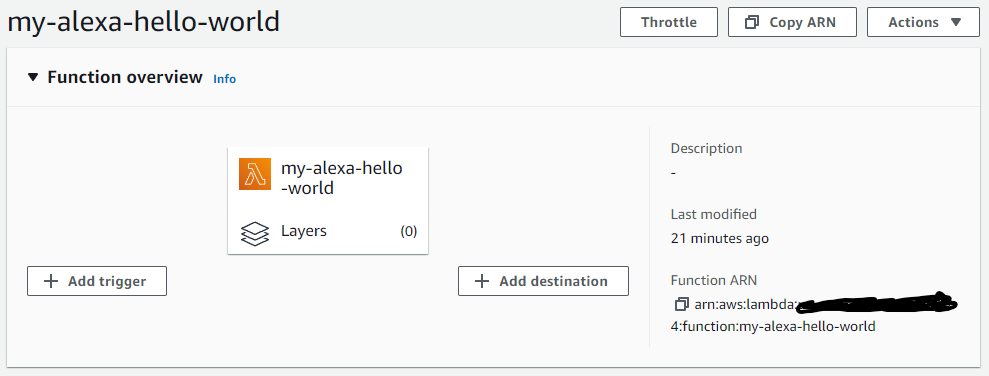 my-alexa-hello-world
Throttle
Copy ARN
Actions
Function overview Info
my-alexa-hello
-world
Layers (0)
Add trigger
Add destination
Description
-
Last modified
21 minutes ago
Function ARN
arn:aws:lambda:
4:function:my-alexa-hello-world